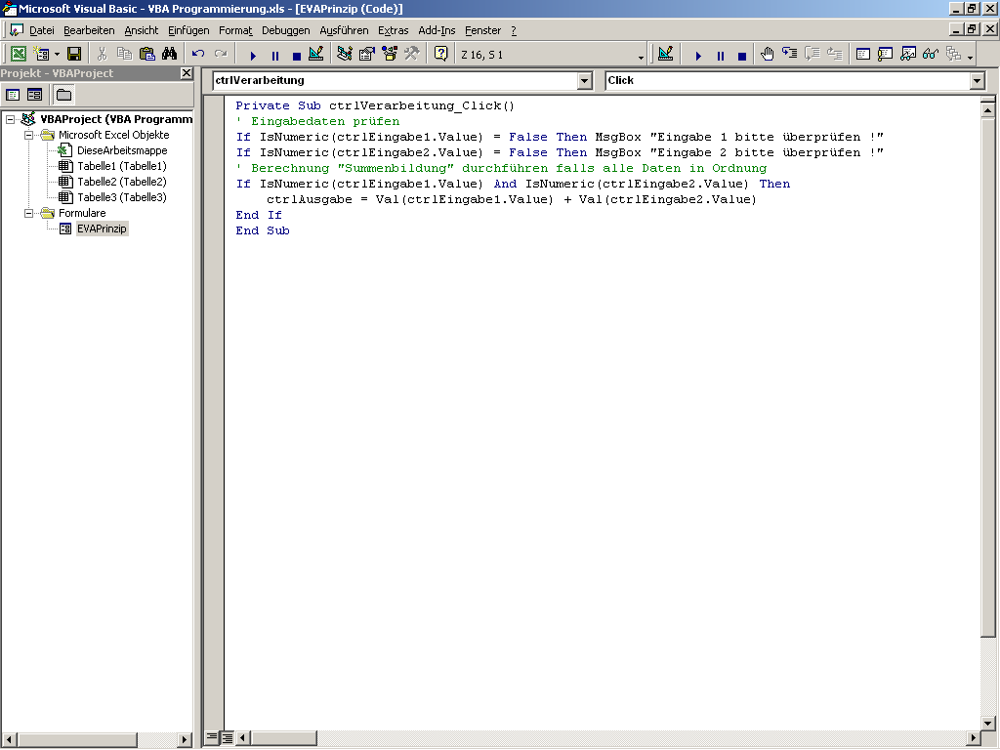 Microsoft Visual Basic - VBA Programmierung.xls - [EVAPrinzip (Code)]
Datei Bearbeiten Ansicht Einfügen Format Debuggen Ausführen Extras Add-Ins Fenster ?
Z 16, S 1
Projekt - VBAProject
ctrlVerarbeitung
Click
VBAProject (VBA Programm
Microsoft Excel Objekte
DieseArbeitsmappe
Tabelle1 (Tabelle1)
Tabelle2 (Tabelle2)
Tabelle3 (Tabelle3)
Formulare
EVAPrinzip
Private Sub ctrlVerarbeitung_Click()
' Eingabedaten prüfen
If IsNumeric(ctrlEingabe1.Value) = False Then MsgBox "Eingabe 1 bitte überprüfen !"
If IsNumeric(ctrlEingabe2.Value) = False Then MsgBox "Eingabe 2 bitte überprüfen !"
' Berechnung "Summenbildung" durchführen falls alle Daten in Ordnung
If IsNumeric(ctrlEingabe1.Value) And IsNumeric(ctrlEingabe2.Value) Then
    ctrlAusgabe = Val(ctrlEingabe1.Value) + Val(ctrlEingabe2.Value)
End If
End Sub